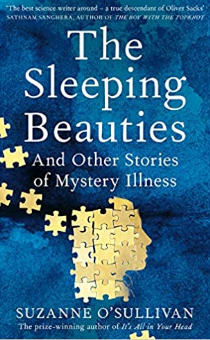 "The best science writer around – a true descendant of Oliver Sacks'
SATHNAM SANGHERA, AUTHOR OF THE BOY WITH THE TOPKNOT
The
Sleeping
Beauties
And Other Stories
of Mystery Illness
SUZANNE O'SULLIVAN
The prize-winning author of It's All in Your Head